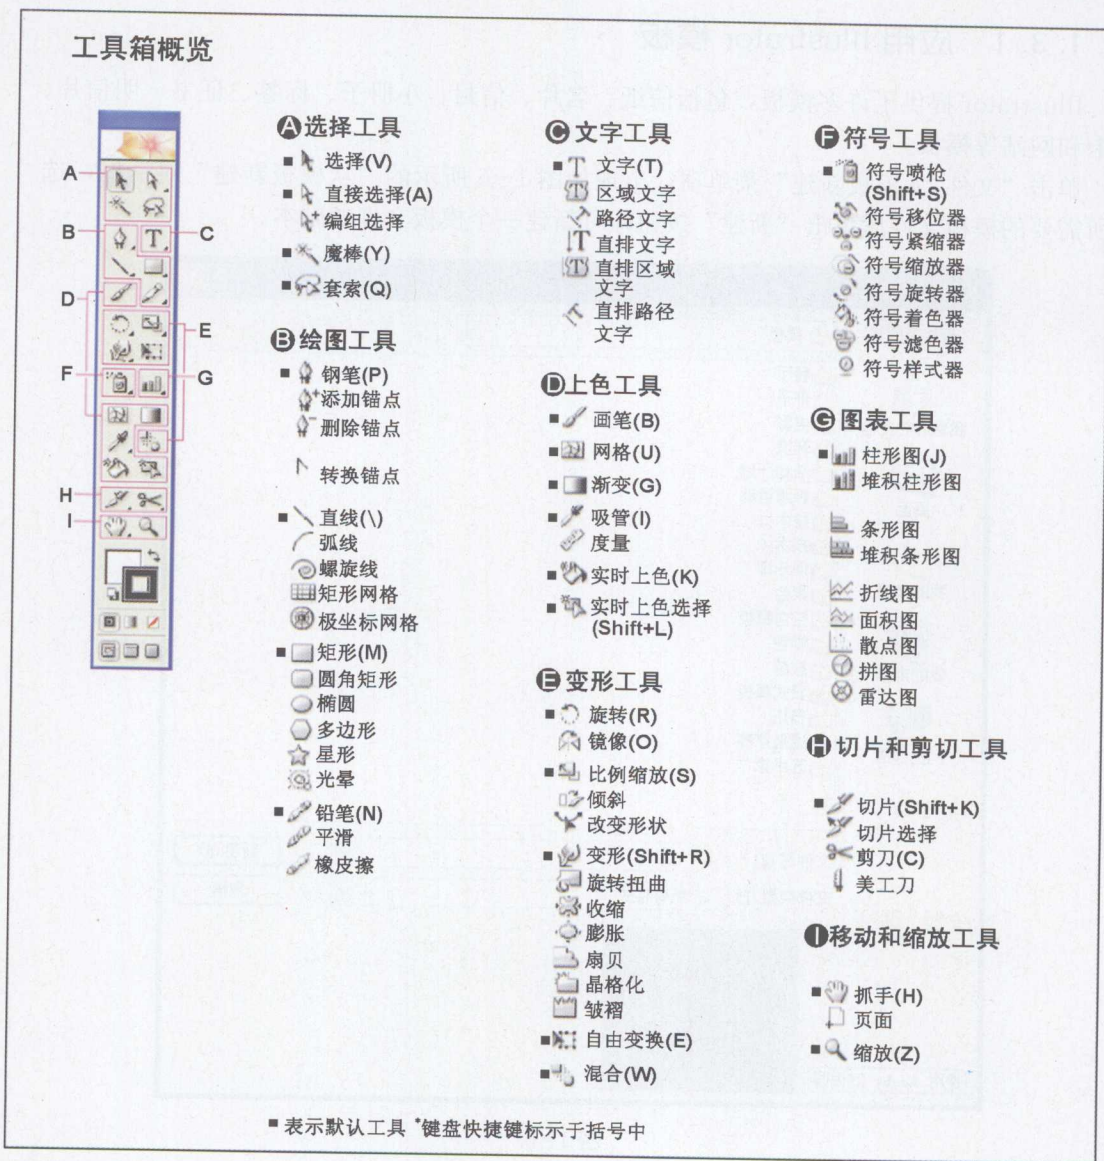 工具箱概览
A
B
C
D
E
F
G
H
I
A选择工具
■ 选择(V)
■ 直接选择(A)
编组选择
■ 魔棒(Y)
■ 套索(Q)
B绘图工具
■ 钢笔(P)
添加锚点
删除锚点
转换锚点
■ 直线(\)
弧线
螺旋线
矩形网格
极坐标网格
■ 矩形(M)
圆角矩形
椭圆
多边形
星形
光晕
■ 铅笔(N)
平滑
橡皮擦
C文字工具
■ 文字(T)
区域文字
路径文字
直排文字
直排区域
文字
直排路径
文字
D上色工具
■ 画笔(B)
■ 网格(U)
■ 渐变(G)
■ 吸管(I)
度量
■ 实时上色(K)
■ 实时上色选择
(Shift+L)
E变形工具
■ 旋转(R)
镜像(O)
■ 比例缩放(S)
倾斜
改变形状
■ 变形(Shift+R)
旋转扭曲
收缩
膨胀
扇贝
晶格化
皱褶
■ 自由变换(E)
■ 混合(W)
F符号工具
■ 符号喷枪
(Shift+S)
符号移位器
符号紧缩器
符号缩放器
符号旋转器
符号着色器
符号滤色器
符号样式器
G图表工具
■ 柱形图(J)
堆积柱形图
条形图
堆积条形图
折线图
面积图
散点图
拼图
雷达图
H切片和剪切工具
■ 切片(Shift+K)
切片选择
剪刀(C)
美工刀
I移动和缩放工具
■ 抓手(H)
页面
■ 缩放(Z)
■ 表示默认工具 *键盘快捷键标示于括号中